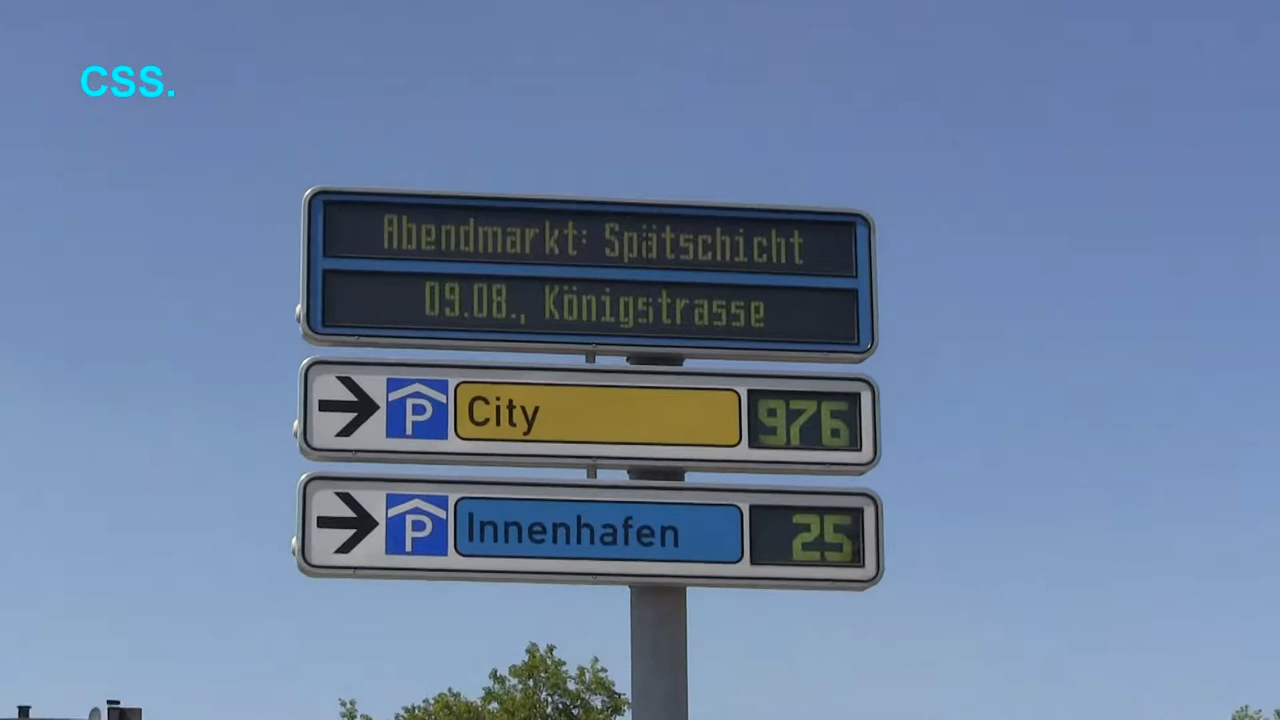 CSS.
Abendmarkt: Spätschicht
09.08., Königstrasse
P City 976
P Innenhafen 25